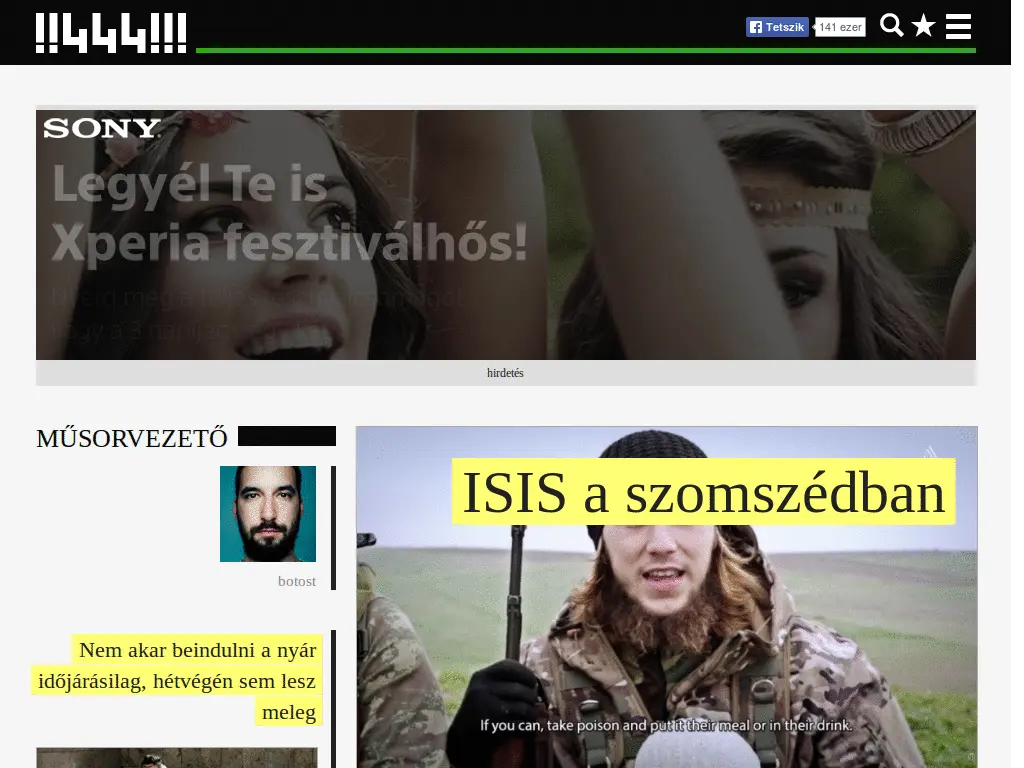 !!444!!!
Tetszik
141 ezer
SONY
Legyél Te is
Xperia fesztiválhős!
hirdetés
MŰSORVEZETŐ
botost
Nem akar beindulni a nyár
időjárásilag, hétvégén sem lesz
meleg
ISIS a szomszédban
If you can, take poison and put it their meal or in their drink.